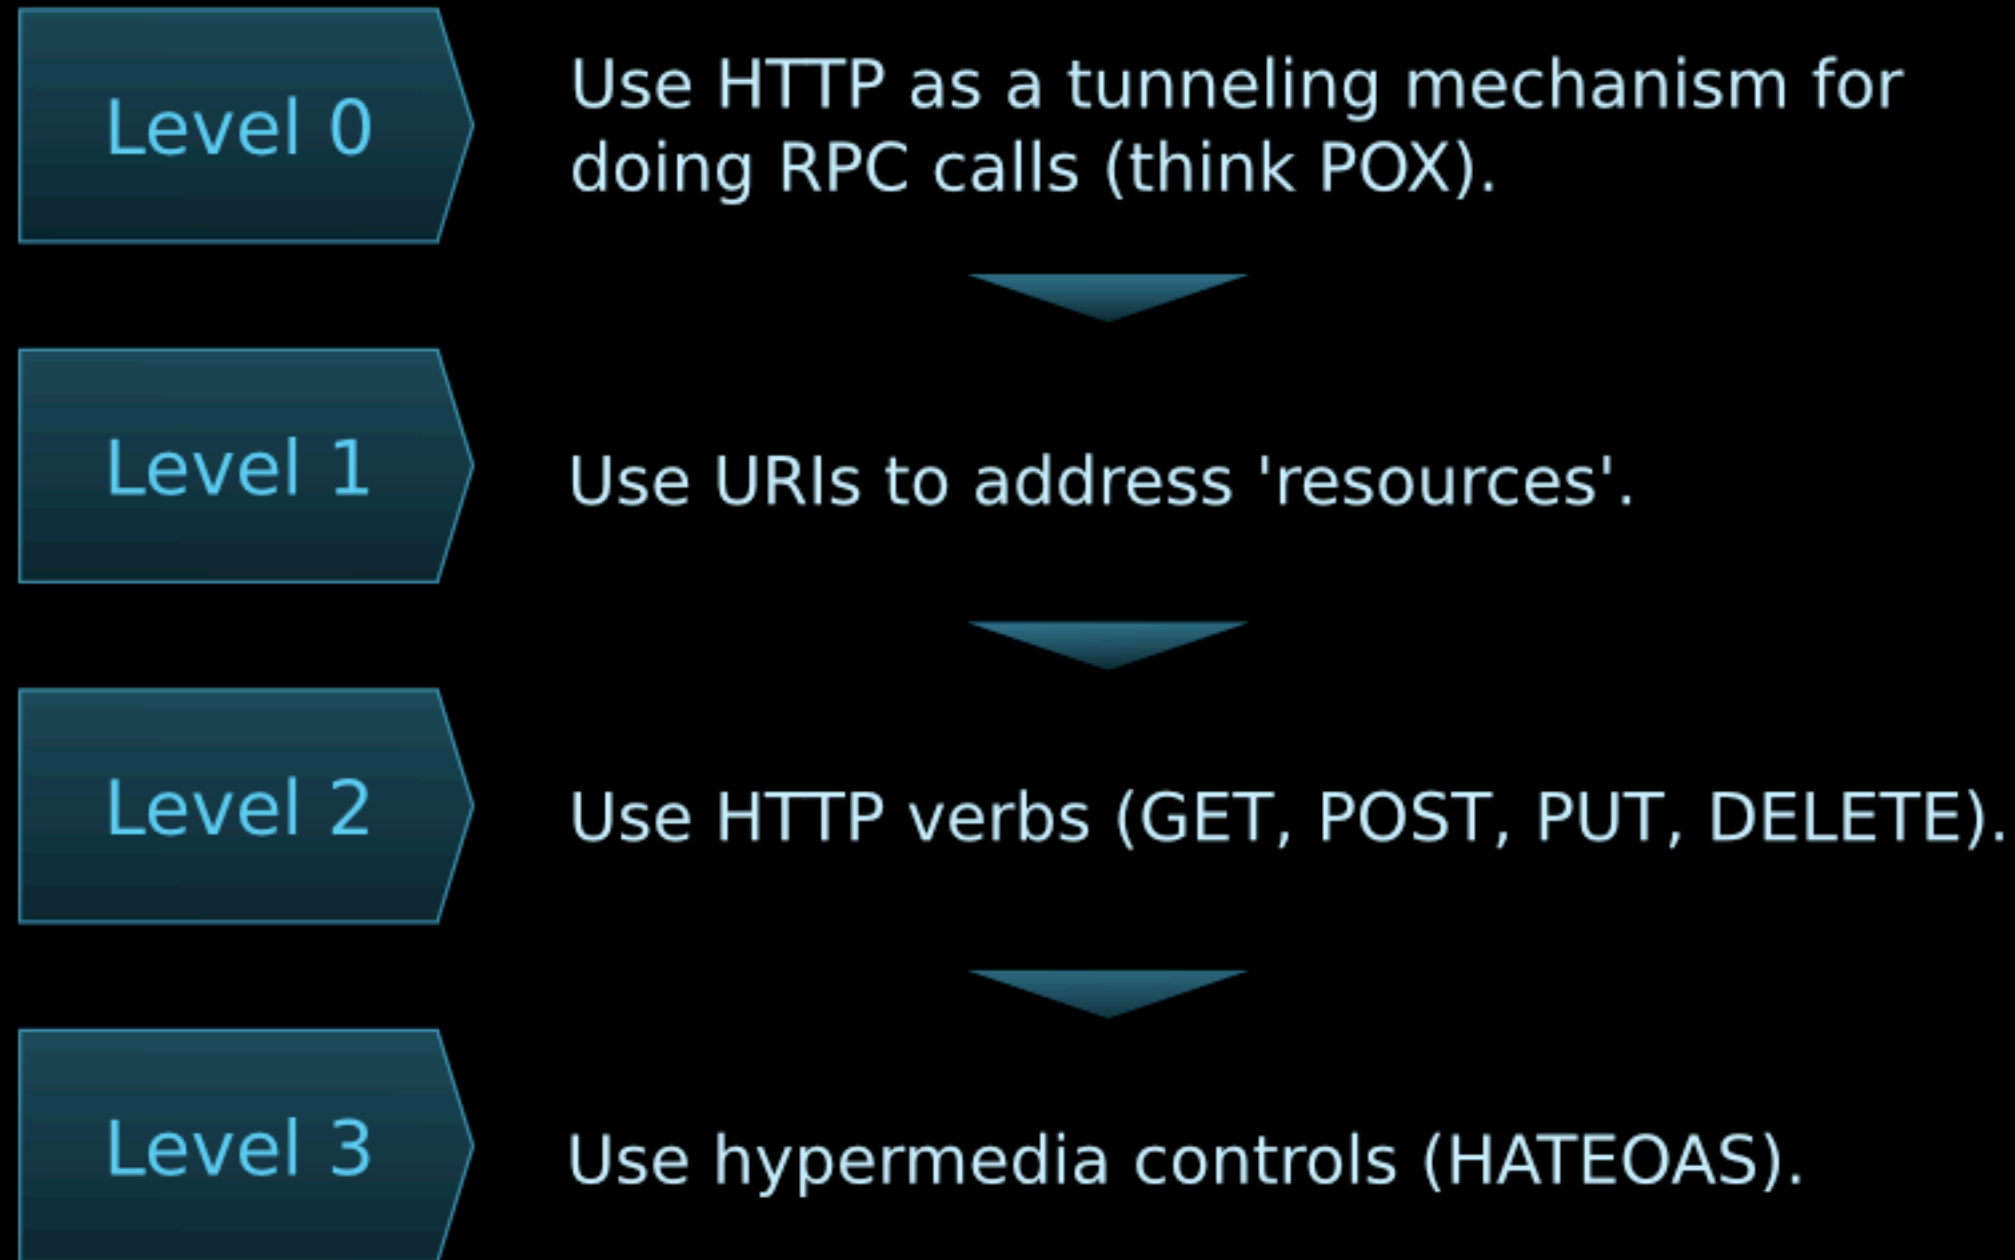 Level 0
Use HTTP as a tunneling mechanism for
doing RPC calls (think POX).
Level 1
Use URIs to address 'resources'.
Level 2
Use HTTP verbs (GET, POST, PUT, DELETE).
Level 3
Use hypermedia controls (HATEOAS).